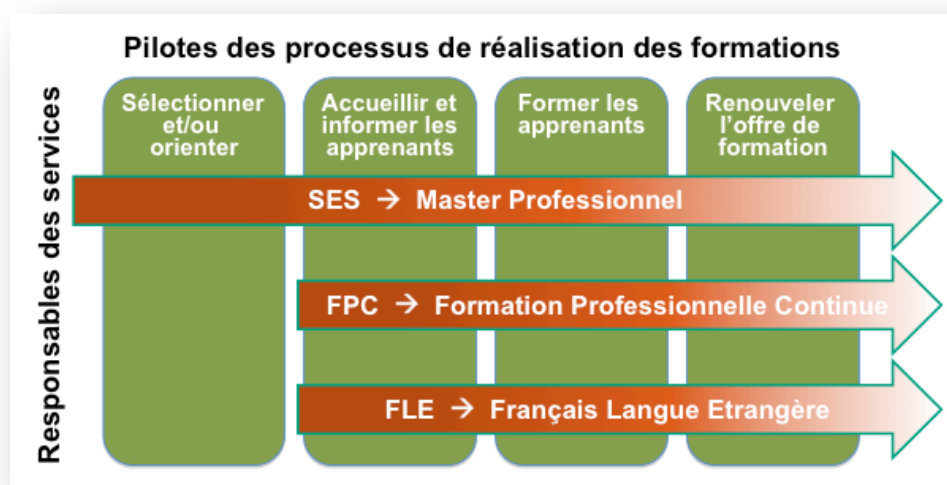 Pilotes des processus de réalisation des formations
Responsables des services
Sélectionner
et/ou
orienter
Accueillir et
informer les
apprenants
Former les
apprenants
Renouveler
l'offre de
formation
SES → Master Professionnel
FPC → Formation Professionnelle Continue
FLE → Français Langue Etrangère